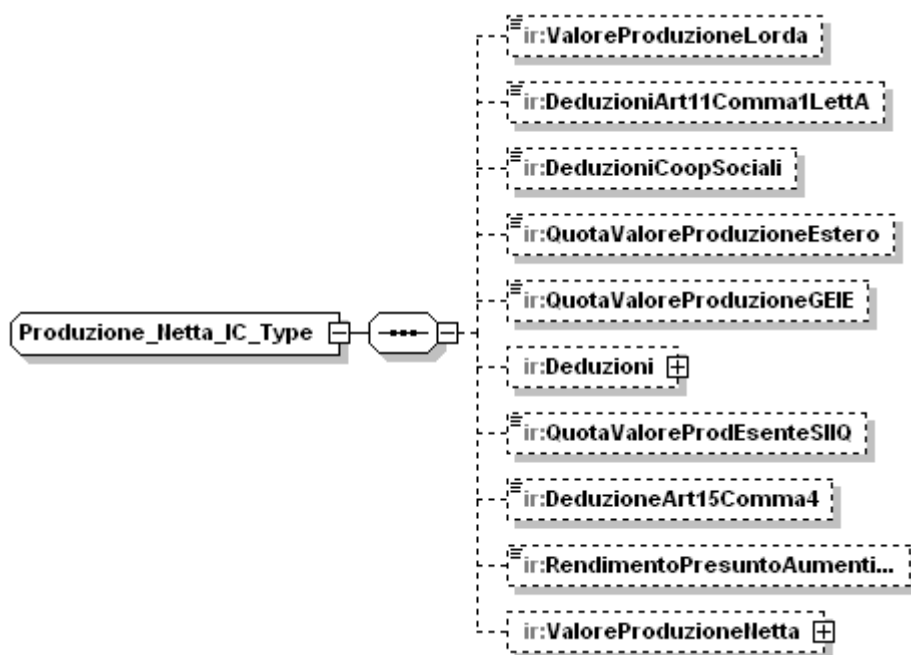 ir:ValoreProduzioneLorda
ir:DeduzioniArt11Comma1LettA
ir:DeduzioniCoopSociali
ir:QuotaValoreProduzioneEstero
ir:QuotaValoreProduzioneGEIE
Produzione_Netta_IC_Type
ir:Deduzioni
ir:QuotaValoreProdEsenteSIIQ
ir:DeduzioneArt15Comma4
ir:RendimentoPresuntoAumenti...
ir:ValoreProduzioneNetta